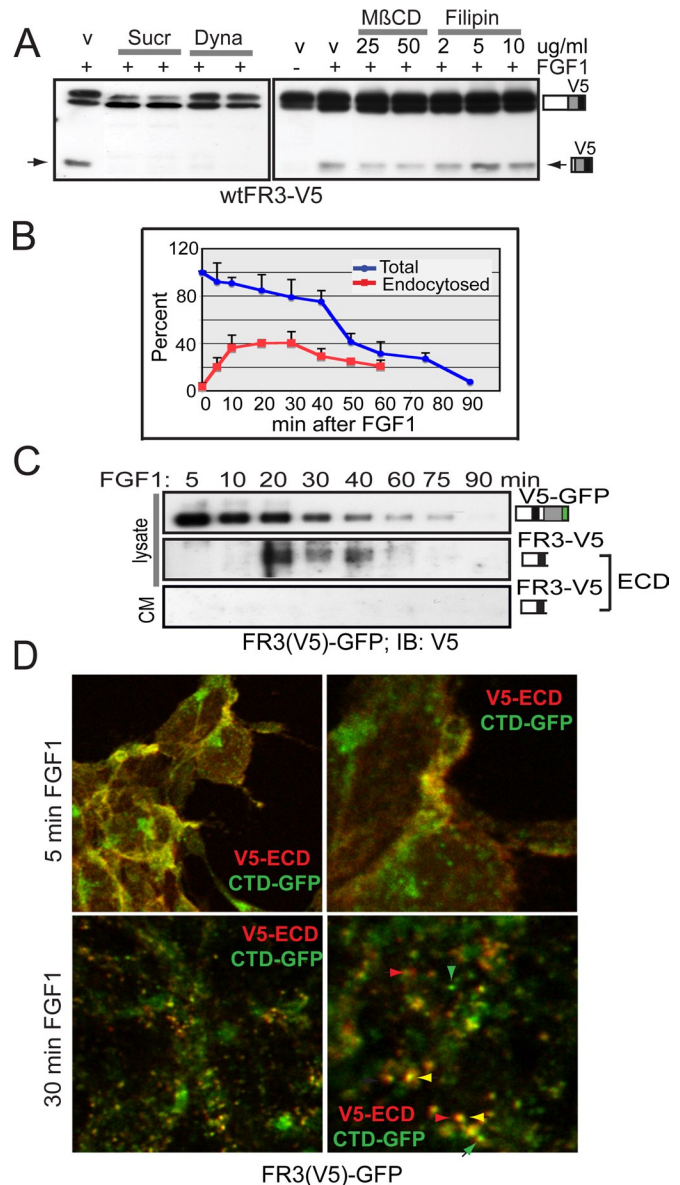 A
v Sucr Dyna
+ + + + +
v v MßCD Filipin
25 50 2 5 10 ug/ml
- + + + + + + FGF1
V5
V5
wtFR3-V5
B
120
80
40
0
Percent
Total
Endocytosed
0 10 20 30 40 50 60 70 80 90
min after FGF1
C
FGF1: 5 10 20 30 40 60 75 90 min
V5-GFP
lysate
FR3-V5
FR3-V5
ECD
CM
FR3(V5)-GFP; IB: V5
D
5 min FGF1
V5-ECD
CTD-GFP
V5-ECD
CTD-GFP
30 min FGF1
V5-ECD
CTD-GFP
V5-ECD
CTD-GFP
FR3(V5)-GFP